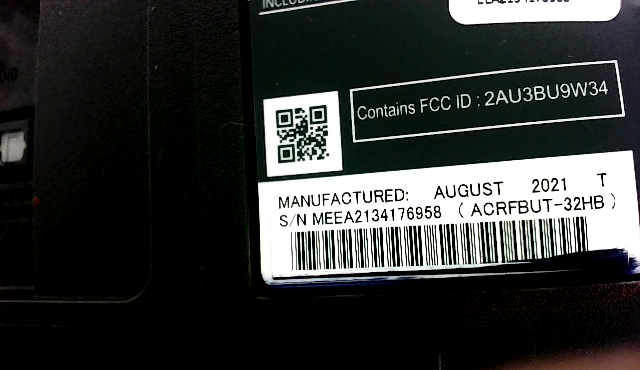 Contains FCC ID : 2AU3BU9W34
MANUFACTURED: AUGUST 2021 T
S/N MEEA2134176958 ( ACRFBUT-32HB )